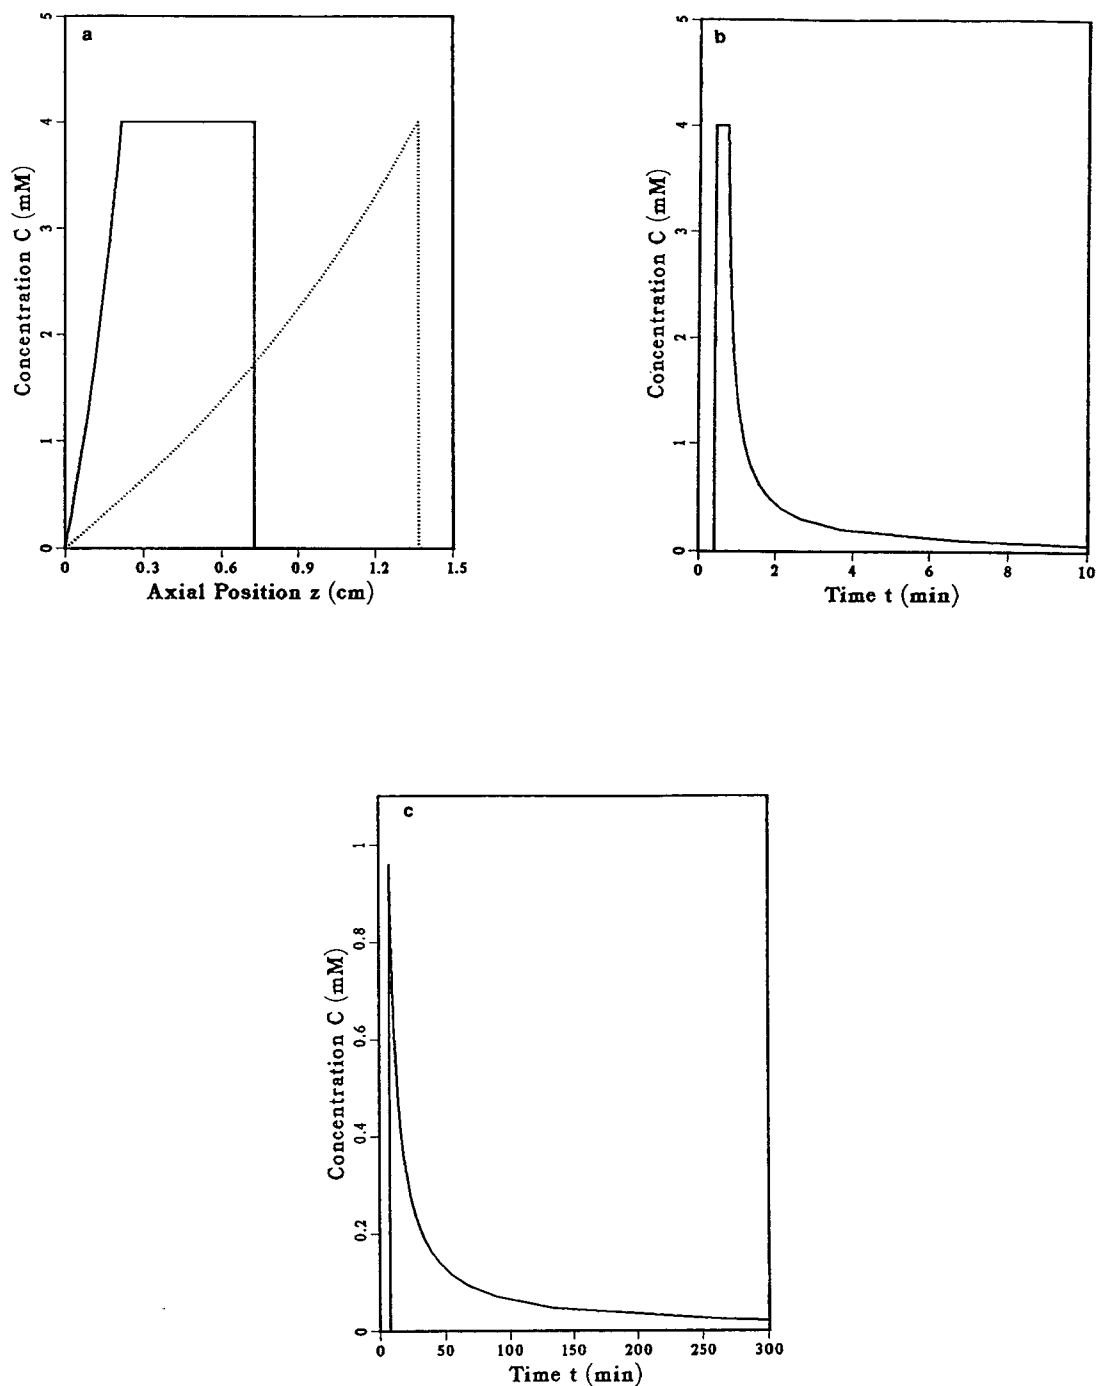 a
Concentration C (mM)
0 1 2 3 4 5
0 0.3 0.6 0.9 1.2 1.5
Axial Position z (cm)
b
Concentration C (mM)
0 1 2 3 4 5
0 2 4 6 8 10
Time t (min)
c
Concentration C (mM)
0 0.2 0.4 0.6 0.8 1
0 50 100 150 200 250 300
Time t (min)